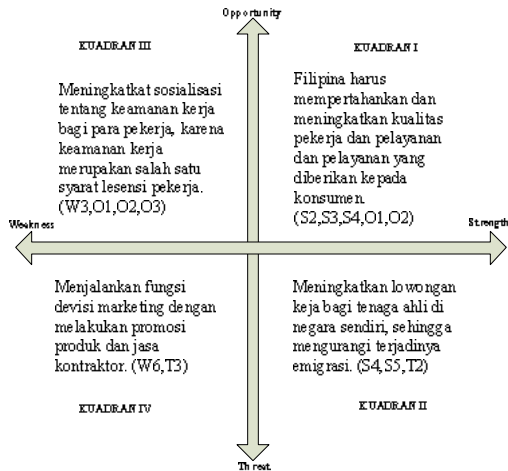 Opportunity
KUADRAN III
KUADRAN I
Meningkatkat sosialisasi
tentang keamanan kerja
bagi para pekerja, karena
keamanan kerja
merupakan salah satu
syarat lesensi pekerja.
(W3,O1,O2,O3)
Filipina harus
mempertahankan dan
meningkatkan kualitas
pekerja dan pelayanan
dan pelayanan yang
diberikan kepada
konsumen.
(S2,S3,S4,O1,O2)
Weakness
Strength
Menjalankan fungsi
devisi marketing dengan
melakukan promosi
produk dan jasa
kontraktor. (W6,T3)
Meningkatkan lowongan
keja bagi tenaga ahli di
negara sendiri, sehingga
mengurangi terjadinya
emigrasi. (S4,S5,T2)
KUADRAN IV
KUADRAN II
Threat